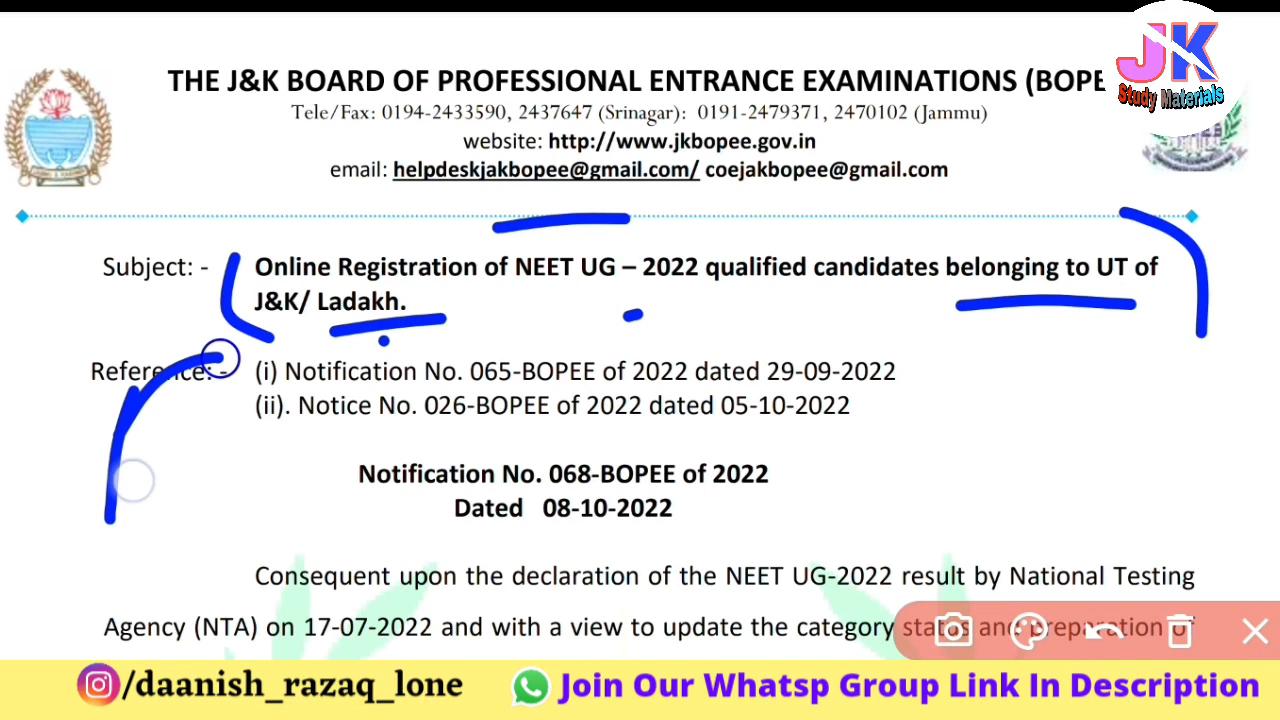 THE J&K BOARD OF PROFESSIONAL ENTRANCE EXAMINATIONS (BOPE
JK
Study Materials
Tele/Fax: 0194-2433590, 2437647 (Srinagar): 0191-2479371, 2470102 (Jammu)
website: http://www.jkbopee.gov.in
email: helpdeskjakbopee@gmail.com/ coejakbopee@gmail.com
Subject: - Online Registration of NEET UG – 2022 qualified candidates belonging to UT of
J&K/ Ladakh.
Reference: - (i) Notification No. 065-BOPEE of 2022 dated 29-09-2022
(ii). Notice No. 026-BOPEE of 2022 dated 05-10-2022
Notification No. 068-BOPEE of 2022
Dated 08-10-2022
Consequent upon the declaration of the NEET UG-2022 result by National Testing
Agency (NTA) on 17-07-2022 and with a view to update the category status and preparation of
/daanish_razaq_lone Join Our Whatsp Group Link In Description